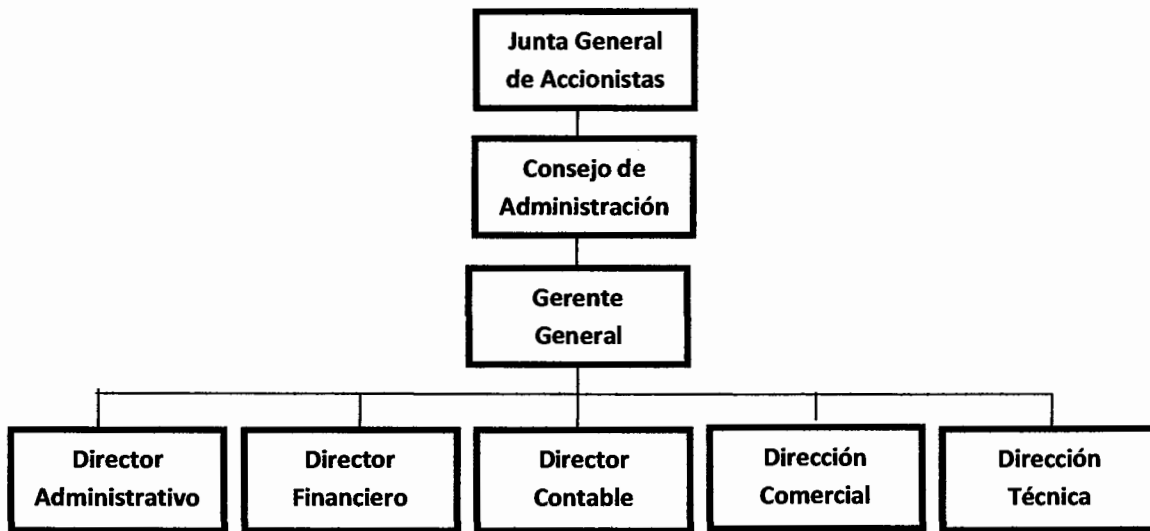 Junta General
de Accionistas
Consejo de
Administración
Gerente
General
Director
Administrativo
Director
Financiero
Director
Contable
Dirección
Comercial
Dirección
Técnica